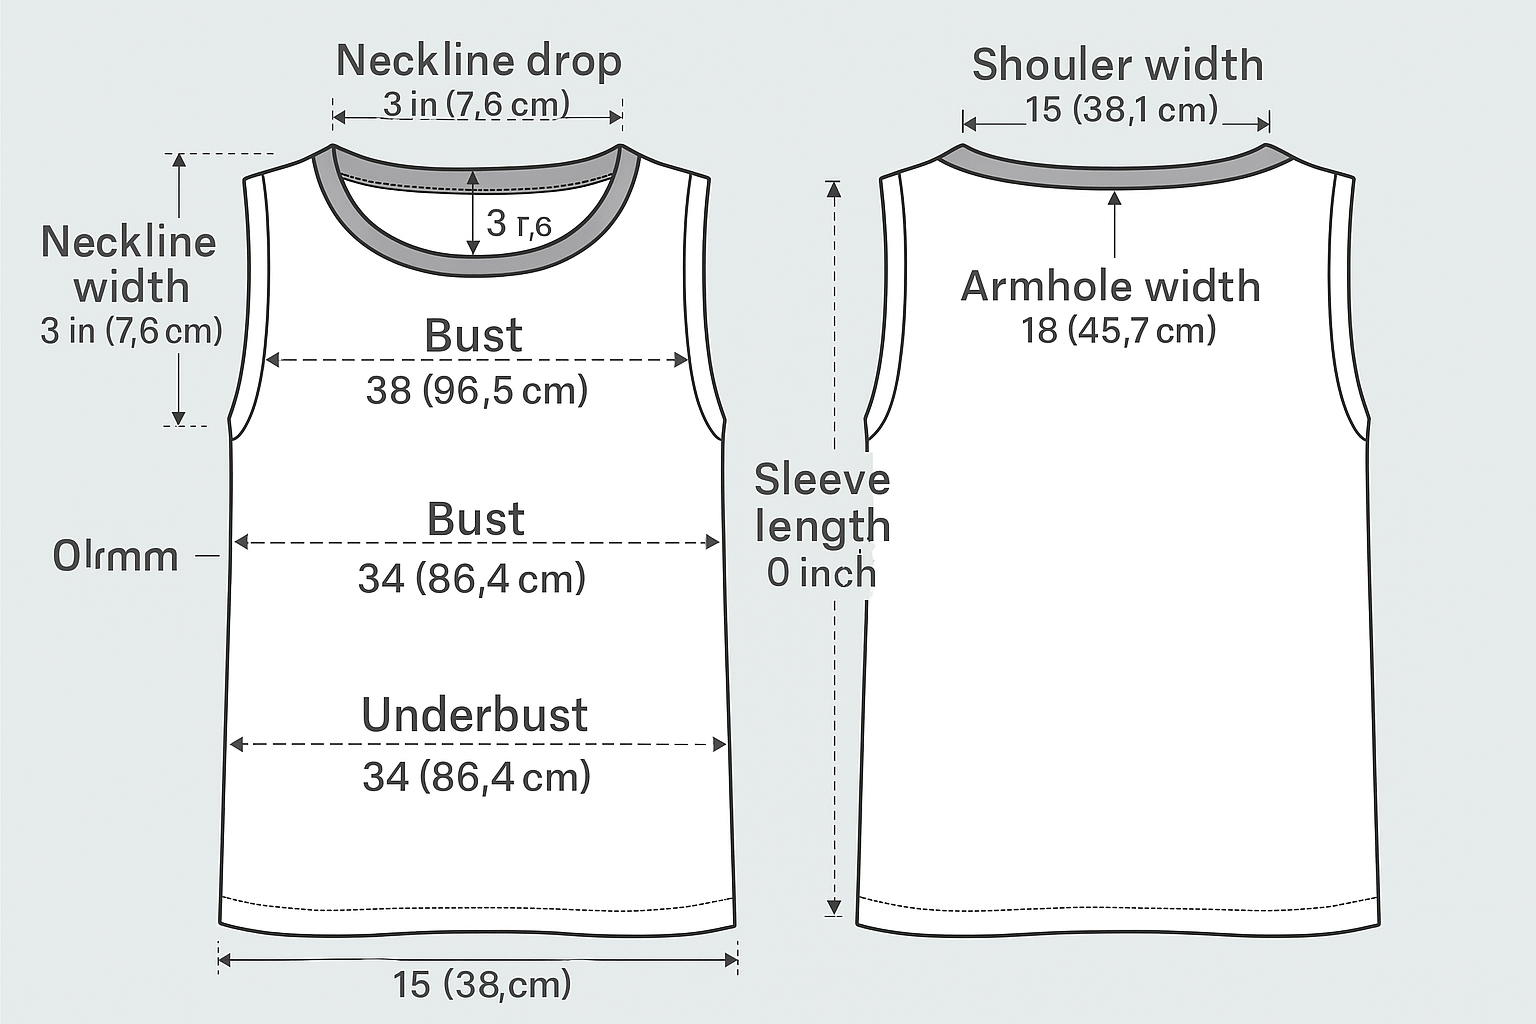 Neckline drop
3 in (7,6 cm)
Shouler width
15 (38,1 cm)
Neckline
width
3 in (7,6 cm)
3
Bust
38 (96,5 cm)
Armhole width
18 (45,7 cm)
Bust
34 (86,4 cm)
Sleeve
length
0 inch
Underbust
34 (86,4 cm)
15 (38,cm)